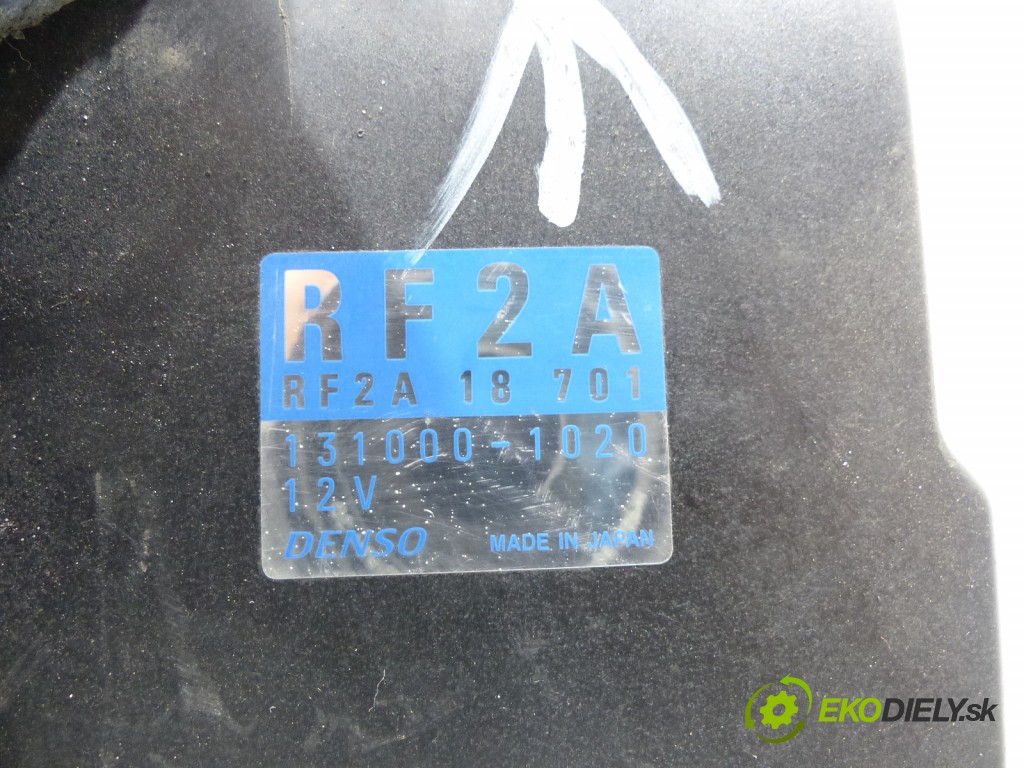 RF2A
RF2A 18 701
131000-1020
12V
DENSO MADE IN JAPAN
EKODIELY.sk